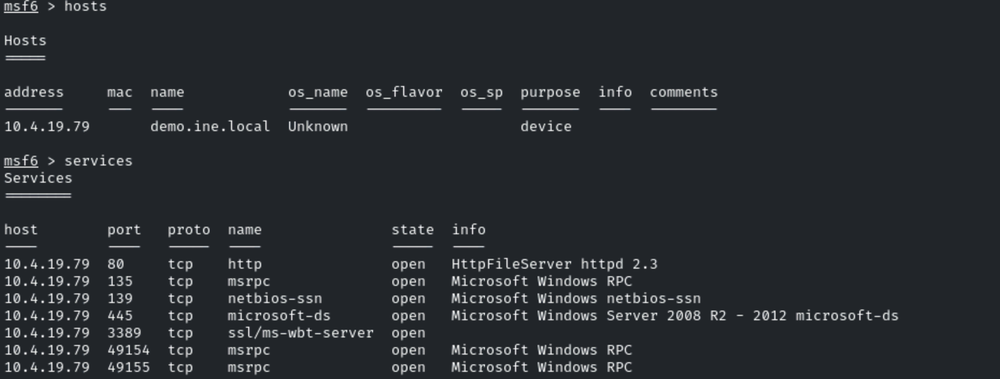 msf6 > hosts
Hosts
=====
address     mac  name            os_name  os_flavor  os_sp  purpose  info  comments
-------     ---  ----            -------  ---------  -----  -------  ----  --------
10.4.19.79       demo.ine.local  Unknown                    device
msf6 > services
Services
========
host        port   proto  name               state  info
----        ----   -----  ----               -----  ----
10.4.19.79  80     tcp    http               open   HttpFileServer httpd 2.3
10.4.19.79  135    tcp    msrpc              open   Microsoft Windows RPC
10.4.19.79  139    tcp    netbios-ssn        open   Microsoft Windows netbios-ssn
10.4.19.79  445    tcp    microsoft-ds       open   Microsoft Windows Server 2008 R2 - 2012 microsoft-ds
10.4.19.79  3389   tcp    ssl/ms-wbt-server  open
10.4.19.79  49154  tcp    msrpc              open   Microsoft Windows RPC
10.4.19.79  49155  tcp    msrpc              open   Microsoft Windows RPC